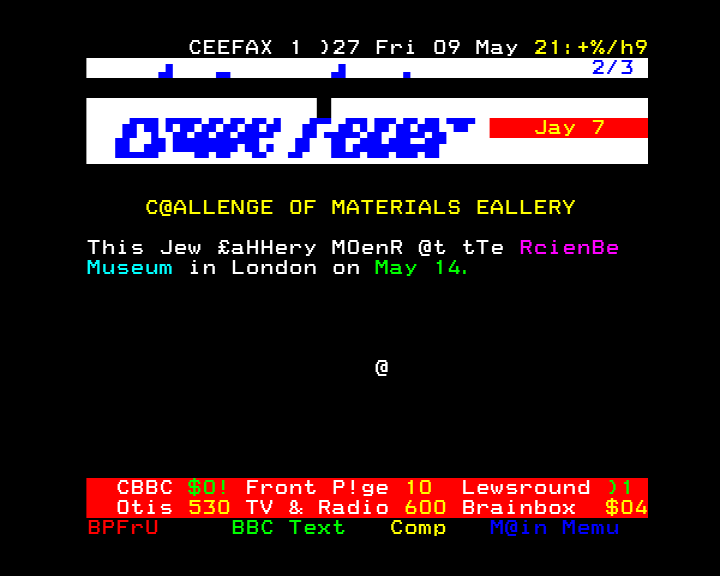 CEEFAX 1 )27 Fri 09 May 21:+%/h9
2/3
Jay 7
C@ALLENGE OF MATERIALS EALLERY
This Jew £aHHery MOenR @t tTe RcienBe
Museum in London on May 14.
@
CBBC $0! Front P!ge 10 Lewsround )1
Otis 530 TV & Radio 600 Brainbox $04
BPFrU BBC Text Comp M@in Memu